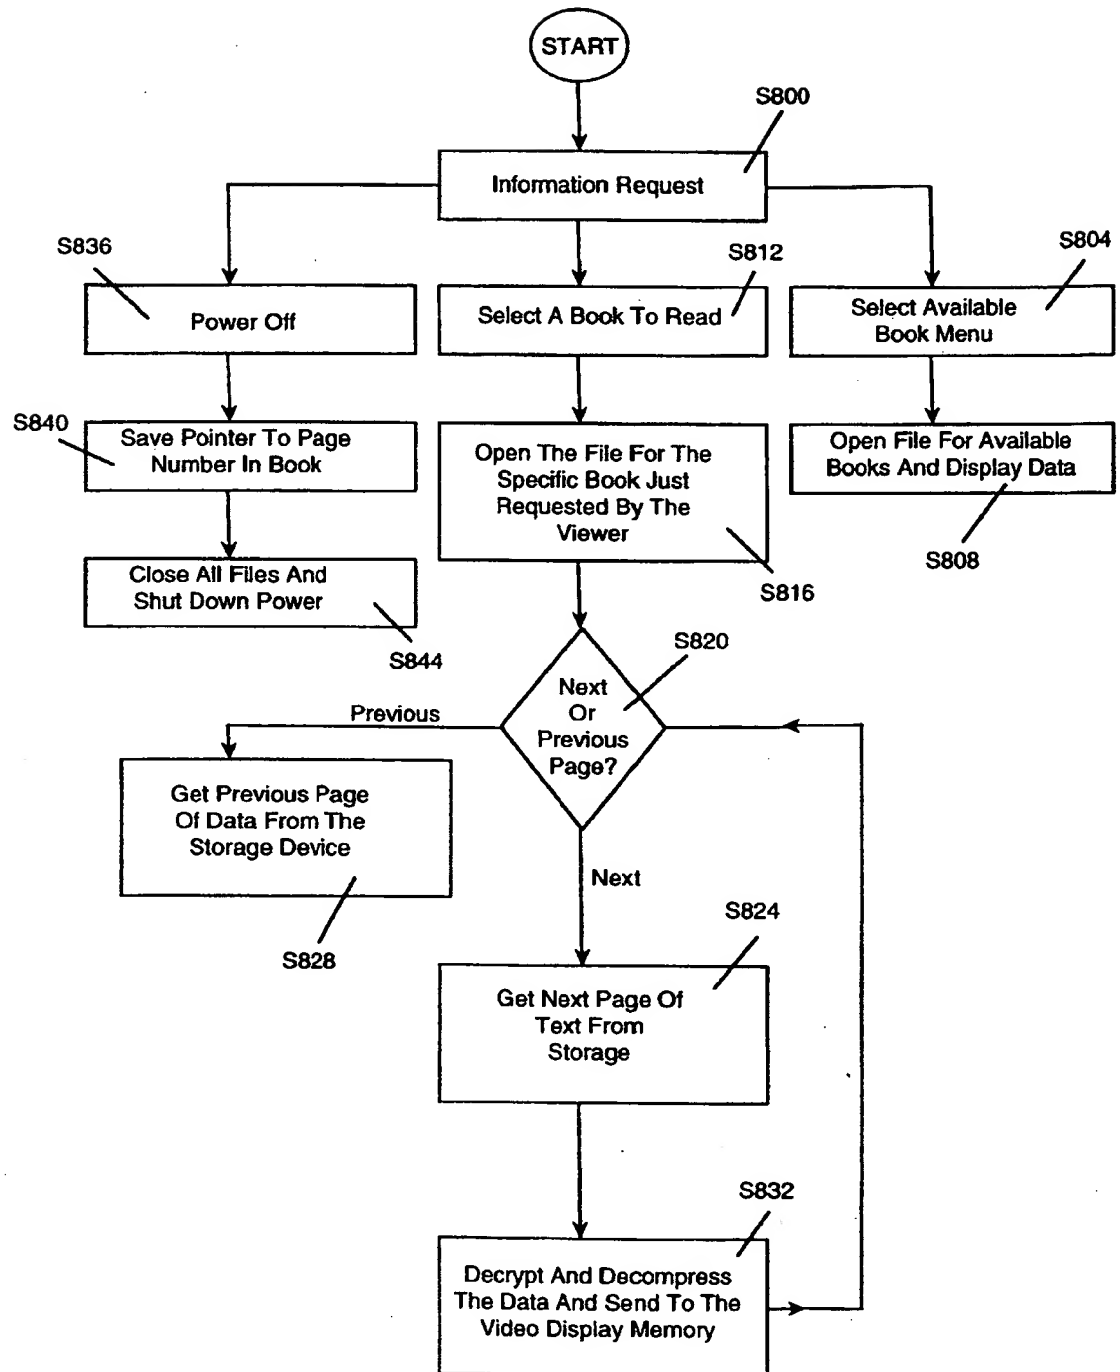 START
S800
Information Request
S836
S812
S804
Power Off
Select A Book To Read
Select Available
Book Menu
S840
Save Pointer To Page
Number In Book
Open The File For The
Specific Book Just
Requested By The
Viewer
Open File For Available
Books And Display Data
S808
S816
Close All Files And
Shut Down Power
S844
S820
Next
Or
Previous
Page?
Previous
Get Previous Page
Of Data From The
Storage Device
S828
Next
S824
Get Next Page Of
Text From
Storage
S832
Decrypt And Decompress
The Data And Send To The
Video Display Memory